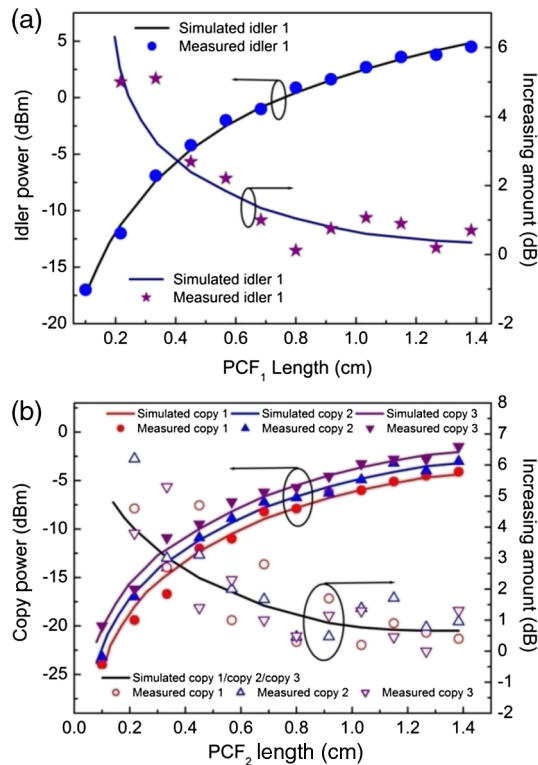 (a)
Simulated idler 1
Measured idler 1
Simulated idler 1
Measured idler 1
Idler power (dBm)
5
0
-5
-10
-15
-20
Increasing amount (dB)
6
4
2
0
-2
0.2 0.4 0.6 0.8 1.0 1.2 1.4
PCF1 Length (cm)
(b)
Simulated copy 1 Simulated copy 2 Simulated copy 3
Measured copy 1 Measured copy 2 Measured copy 3
Simulated copy 1/copy 2/copy 3
Measured copy 1 Measured copy 2 Measured copy 3
Copy power (dBm)
0
-5
-10
-15
-20
-25
Increasing amount (dB)
8
7
6
5
4
3
2
1
0
-1
-2
0.0 0.2 0.4 0.6 0.8 1.0 1.2 1.4
PCF2 length (cm)